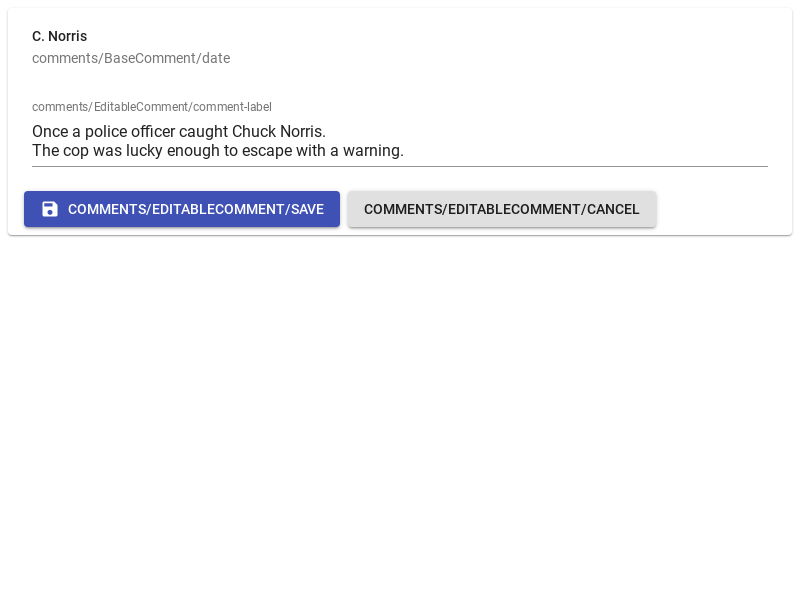 C. Norris
comments/BaseComment/date
comments/EditableComment/comment-label
Once a police officer caught Chuck Norris.
The cop was lucky enough to escape with a warning.
COMMENTS/EDITABLECOMMENT/SAVE
COMMENTS/EDITABLECOMMENT/CANCEL